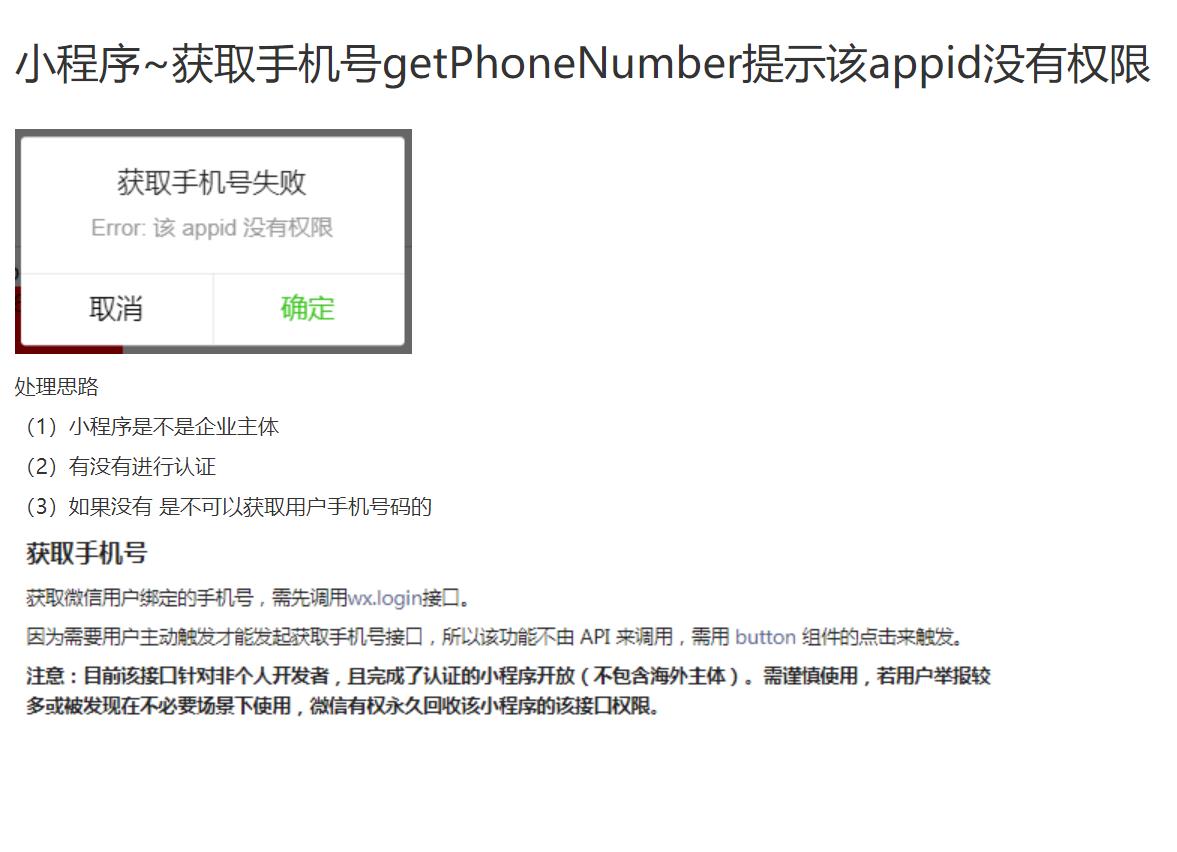 小程序~获取手机号getPhoneNumber提示该appid没有权限
获取手机号失败
Error: 该 appid 没有权限
取消
确定
处理思路
（1）小程序是不是企业主体
（2）有没有进行认证
（3）如果没有 是不可以获取用户手机号码的
获取手机号
获取微信用户绑定的手机号，需先调用wx.login接口。
因为需要用户主动触发才能发起获取手机号接口，所以该功能不由 API 来调用，需用 button 组件的点击来触发。
注意：目前该接口针对非个人开发者，且完成了认证的小程序开放（不包含海外主体）。需谨慎使用，若用户举报较
多或被发现在不必要场景下使用，微信有权永久回收该小程序的该接口权限。